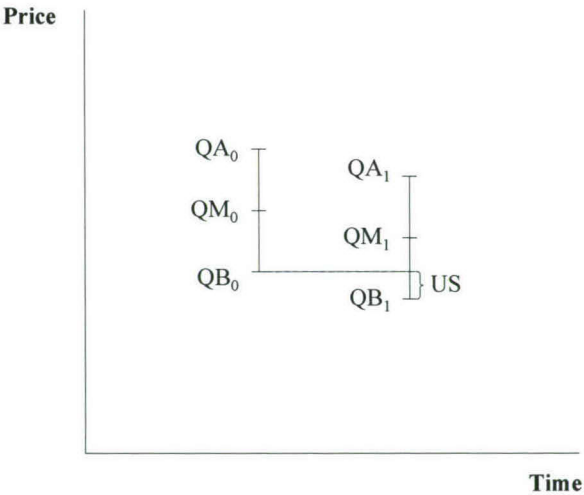 Price
QA₀
QA₁
QM₀
QM₁
QB₀
US
QB₁
Time